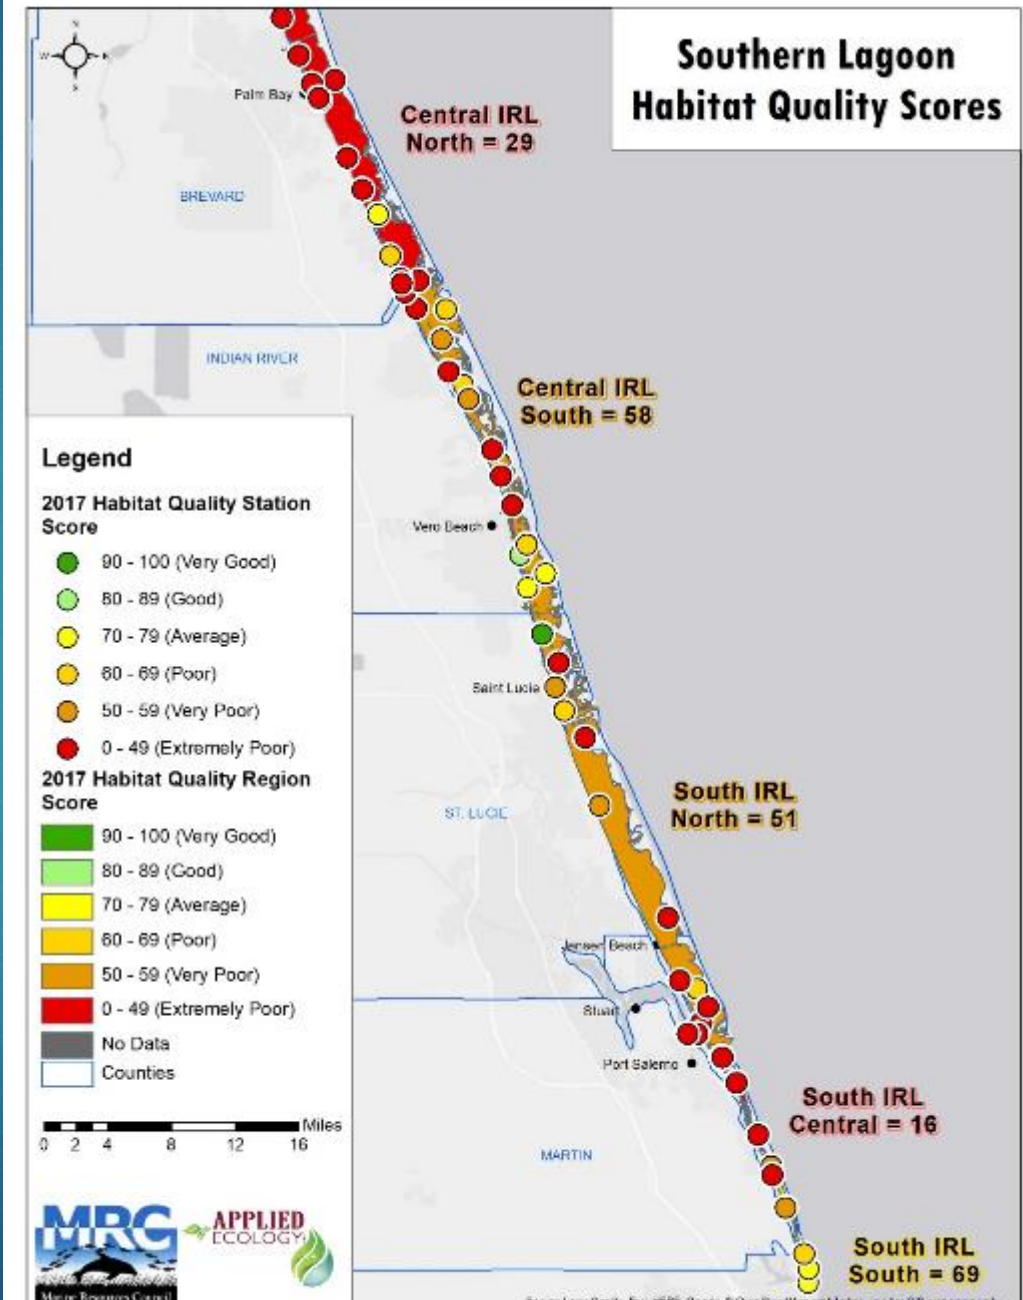 Southern Lagoon
Habitat Quality Scores
N
W
S
Palm Bay
Central IRL
North = 29
BREVARD
INDIAN RIVER
Central IRL
South = 58
Legend
2017 Habitat Quality Station
Score
90 - 100 (Very Good)
80 - 89 (Good)
70 - 79 (Average)
60 - 69 (Poor)
50 - 59 (Very Poor)
0 - 49 (Extremely Poor)
2017 Habitat Quality Region
Score
90 - 100 (Very Good)
80 - 89 (Good)
70 - 79 (Average)
60 - 69 (Poor)
50 - 59 (Very Poor)
0 - 49 (Extremely Poor)
No Data
Counties
Miles
0 2 4 8 12 16
Vero Beach
Saint Lucie
ST. LUCIE
South IRL
North = 51
Jensen Beach
Stuart
Port Salerno
South IRL
Central = 16
MARTIN
South IRL
South = 69
MRC
Marine Resources Council
APPLIED
ECOLOGY